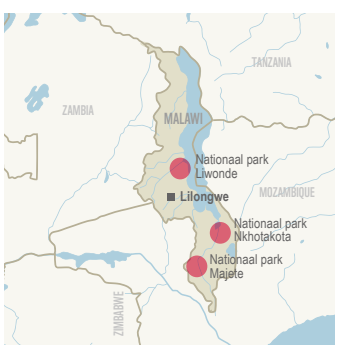 TANZANIA
ZAMBIA
MALAWI
Nationaal park
Liwonde
Lilongwe
MOZAMBIQUE
Nationaal park
Nkhotakota
Nationaal park
Majete
ZIMBABWE